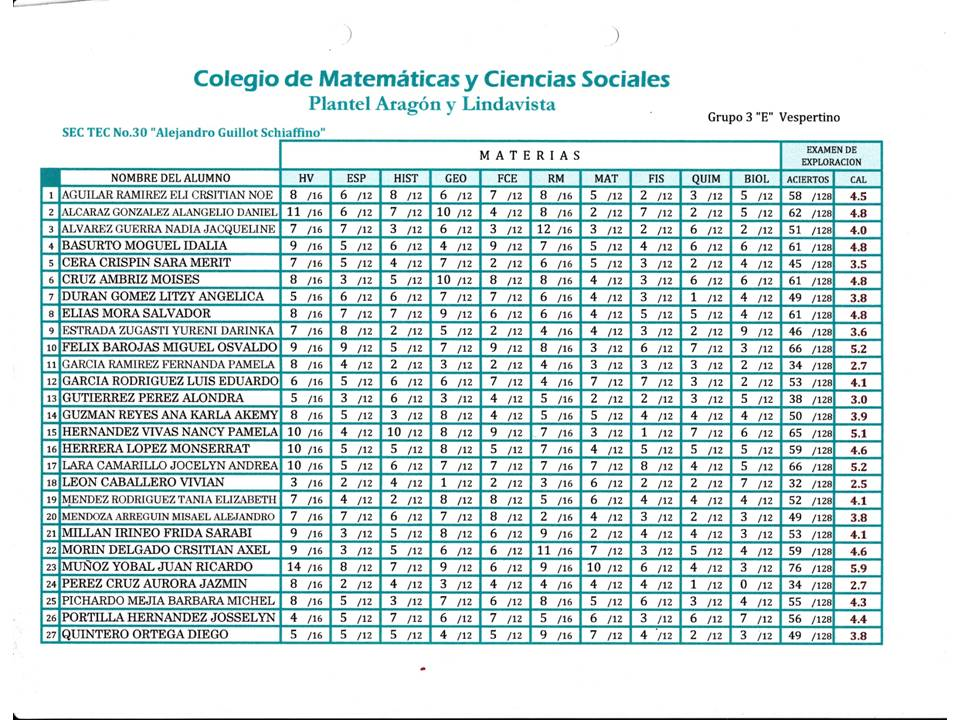 Colegio de Matemáticas y Ciencias Sociales
Plantel Aragón y Lindavista
Grupo 3 "E" Vespertino
SEC TEC No.30 "Alejandro Guillot Schiaffino"
MATERIAS EXAMEN DE EXPLORACION
NOMBRE DEL ALUMNO HV ESP HIST GEO FCE RM MAT FIS QUIM BIOL ACIERTOS CAL
1 AGUILAR RAMIREZ ELI CRSITIAN NOE 8 /16 6 /12 8 /12 6 /12 7 /12 8 /16 5 /12 2 /12 3 /12 5 /12 58 /128 4.5
2 ALCARAZ GONZALEZ ALANGELIO DANIEL 11 /16 6 /12 7 /12 10 /12 4 /12 8 /16 2 /12 7 /12 2 /12 5 /12 62 /128 4.8
3 ALVAREZ GUERRA NADIA JACQUELINE 7 /16 7 /12 3 /12 6 /12 3 /12 12 /16 3 /12 2 /12 6 /12 2 /12 51 /128 4.0
4 BASURTO MOGUEL IDALIA 9 /16 5 /12 6 /12 4 /12 9 /12 7 /16 5 /12 4 /12 6 /12 6 /12 61 /128 4.8
5 CERA CRISPIN SARA MERIT 7 /16 5 /12 4 /12 7 /12 2 /12 6 /16 5 /12 3 /12 2 /12 4 /12 45 /128 3.5
6 CRUZ AMBRIZ MOISES 8 /16 3 /12 5 /12 10 /12 8 /12 8 /16 4 /12 3 /12 6 /12 6 /12 61 /128 4.8
7 DURAN GOMEZ LITZY ANGELICA 5 /16 6 /12 6 /12 7 /12 7 /12 6 /16 4 /12 3 /12 1 /12 4 /12 49 /128 3.8
8 ELIAS MORA SALVADOR 8 /16 7 /12 7 /12 9 /12 6 /12 6 /16 4 /12 5 /12 5 /12 4 /12 61 /128 4.8
9 ESTRADA ZUGASTI YURENI DARINKA 7 /16 8 /12 2 /12 5 /12 2 /12 4 /16 4 /12 3 /12 2 /12 9 /12 46 /128 3.6
10 FELIX BAROJAS MIGUEL OSVALDO 9 /16 9 /12 5 /12 7 /12 9 /12 8 /16 3 /12 6 /12 7 /12 3 /12 66 /128 5.2
11 GARCIA RAMIREZ FERNANDA PAMELA 8 /16 4 /12 2 /12 3 /12 2 /12 4 /16 3 /12 3 /12 3 /12 2 /12 34 /128 2.7
12 GARCIA RODRIGUEZ LUIS EDUARDO 6 /16 5 /12 6 /12 6 /12 7 /12 4 /16 7 /12 7 /12 3 /12 2 /12 53 /128 4.1
13 GUTIERREZ PEREZ ALONDRA 5 /16 3 /12 6 /12 3 /12 4 /12 5 /16 2 /12 2 /12 3 /12 5 /12 38 /128 3.0
14 GUZMAN REYES ANA KARLA AKEMY 8 /16 5 /12 3 /12 8 /12 4 /12 5 /16 5 /12 4 /12 4 /12 4 /12 50 /128 3.9
15 HERNANDEZ VIVAS NANCY PAMELA 10 /16 4 /12 10 /12 8 /12 9 /12 7 /16 3 /12 1 /12 7 /12 6 /12 65 /128 5.1
16 HERRERA LOPEZ MONSERRAT 10 /16 5 /12 5 /12 8 /12 5 /12 7 /16 4 /12 5 /12 5 /12 5 /12 59 /128 4.6
17 LARA CAMARILLO JOCELYN ANDREA 10 /16 5 /12 6 /12 7 /12 7 /12 7 /16 7 /12 8 /12 4 /12 5 /12 66 /128 5.2
18 LEON CABALLERO VIVIAN 3 /16 2 /12 4 /12 1 /12 2 /12 3 /16 6 /12 2 /12 2 /12 7 /12 32 /128 2.5
19 MENDEZ RODRIGUEZ TANIA ELIZABETH 7 /16 4 /12 2 /12 8 /12 8 /12 5 /16 6 /12 4 /12 4 /12 4 /12 52 /128 4.1
20 MENDOZA ARREGUIN MISAEL ALEJANDRO 7 /16 7 /12 6 /12 7 /12 8 /12 2 /16 4 /12 3 /12 2 /12 3 /12 49 /128 3.8
21 MILLAN IRINEO FRIDA SARABI 9 /16 3 /12 5 /12 8 /12 6 /12 9 /16 2 /12 4 /12 4 /12 3 /12 53 /128 4.1
22 MORIN DELGADO CRSITIAN AXEL 9 /16 3 /12 5 /12 6 /12 6 /12 11 /16 7 /12 3 /12 5 /12 4 /12 59 /128 4.6
23 MUÑOZ YOBAL JUAN RICARDO 14 /16 8 /12 7 /12 9 /12 6 /12 9 /16 10 /12 6 /12 4 /12 3 /12 76 /128 5.9
24 PEREZ CRUZ AURORA JAZMIN 8 /16 2 /12 4 /12 3 /12 4 /12 4 /16 4 /12 4 /12 1 /12 0 /12 34 /128 2.7
25 PICHARDO MEJIA BARBARA MICHEL 8 /16 5 /12 3 /12 7 /12 6 /12 8 /16 5 /12 6 /12 3 /12 4 /12 55 /128 4.3
26 PORTILLA HERNANDEZ JOSSELYN 4 /16 5 /12 7 /12 6 /12 7 /12 5 /16 6 /12 3 /12 6 /12 7 /12 56 /128 4.4
27 QUINTERO ORTEGA DIEGO 5 /16 5 /12 5 /12 4 /12 5 /12 9 /16 7 /12 4 /12 2 /12 3 /12 49 /128 3.8